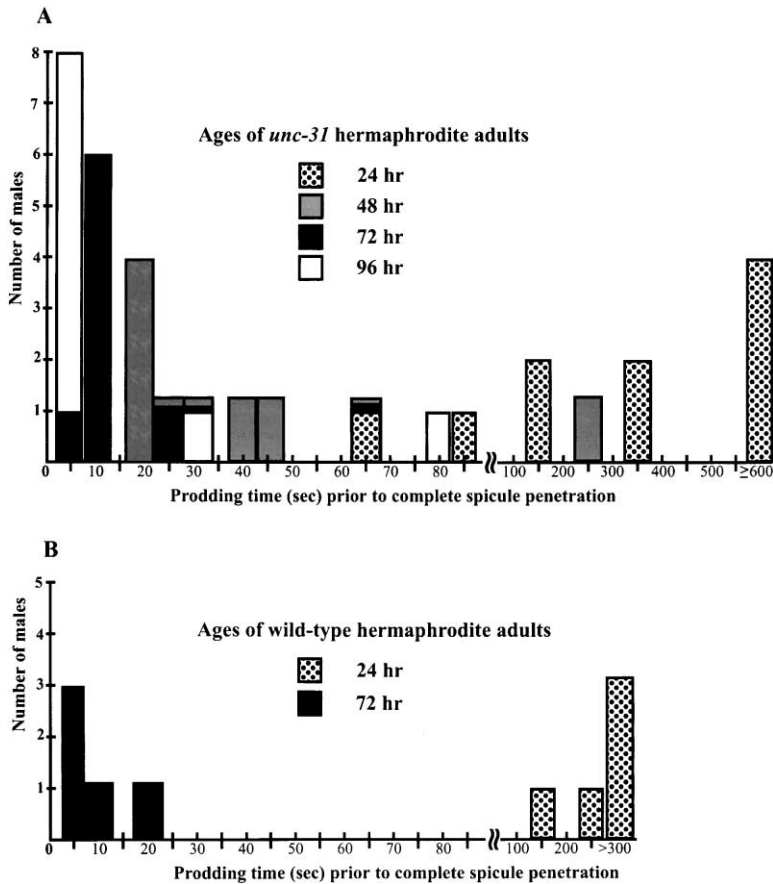 A
Number of males
8
7
6
5
4
3
2
1
Ages of unc-31 hermaphrodite adults
24 hr
48 hr
72 hr
96 hr
0 10 20 30 40 50 60 70 80 100 200 300 400 500 ≥600
Prodding time (sec) prior to complete spicule penetration
B
Number of males
5
4
3
2
1
Ages of wild-type hermaphrodite adults
24 hr
72 hr
0 10 20 30 40 50 60 70 80 100 200 >300
Prodding time (sec) prior to complete spicule penetration